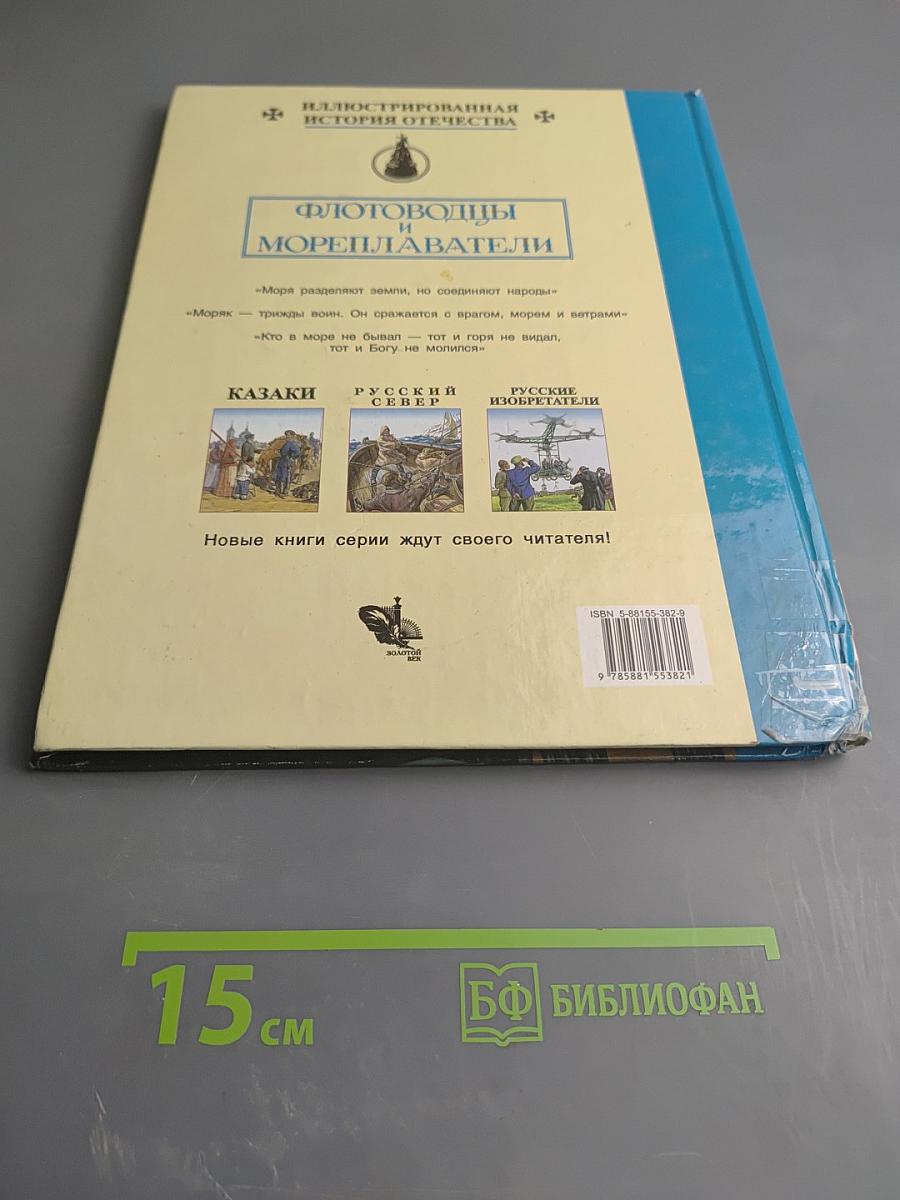 ИЛЛЮСТРИРОВАННАЯ
ИСТОРИЯ ОТЕЧЕСТВА
ФЛОТОВОДЦЫ
И
МОРЕПЛАВАТЕЛИ
«Моря разделяют земли, но соединяют народы»
«Моряк — трижды воин. Он сражается с врагом, морем и ветрами»
«Кто в море не бывал — тот и горя не видал,
тот и Богу не молился»
КАЗАКИ
РУССКИЙ
СЕВЕР
РУССКИЕ
ИЗОБРЕТАТЕЛИ
Новые книги серии ждут своего читателя!
ЗОЛОТОЙ
ВЕК
ISBN 5-88155-382-9
9 785881 553821
15 см
БФ БИБЛИОФАН